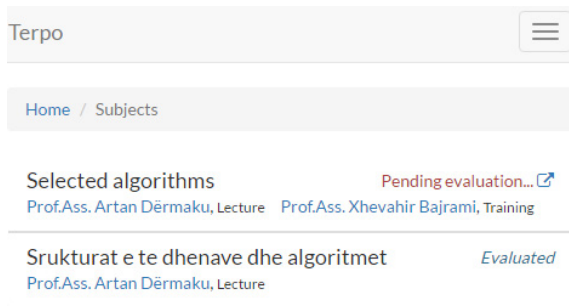 Terpo
Home / Subjects
Selected algorithms Pending evaluation...
Prof.Ass. Artan Dërmaku, Lecture Prof.Ass. Xhevahir Bajrami, Training
Srukturat e te dhenave dhe algoritmet Evaluated
Prof.Ass. Artan Dërmaku, Lecture